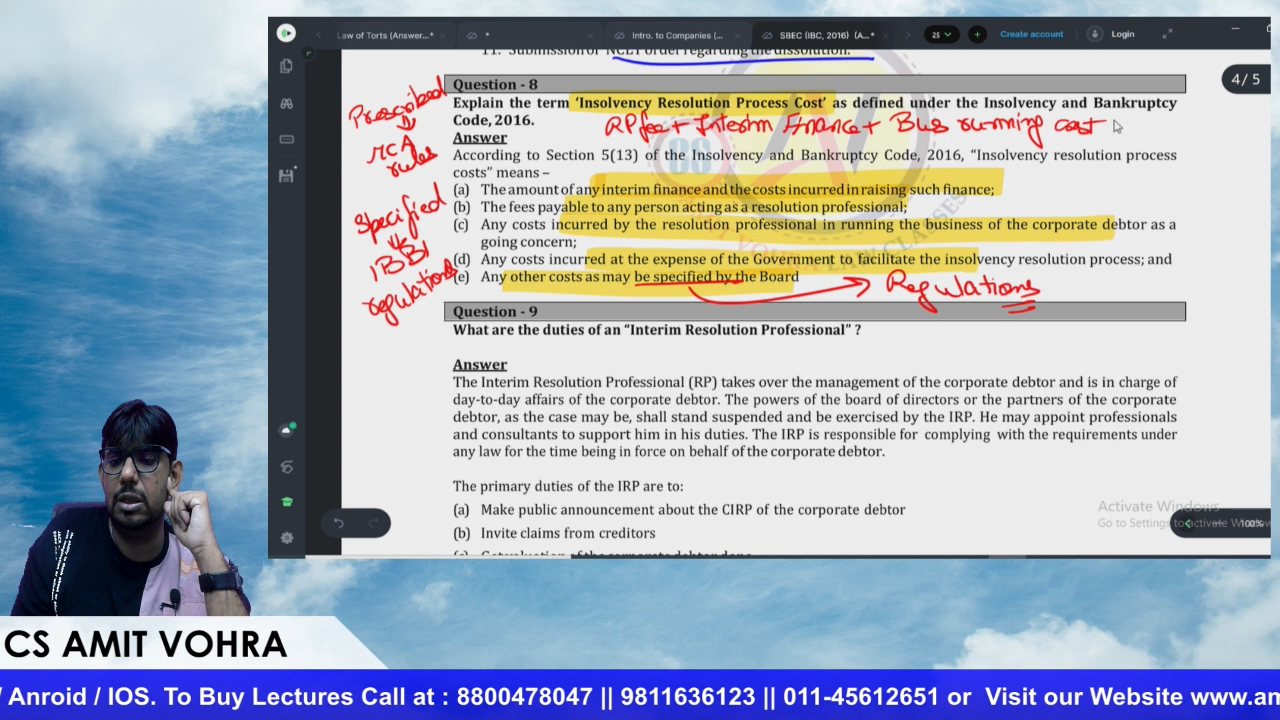 Law of Torts (Answer...*
*
Intro. to Companies (...
SBEC (IBC, 2016) (A...*
25
Create account
Login
11. Submission of NCLT order regarding the dissolution.
4 / 5
Question - 8
Explain the term 'Insolvency Resolution Process Cost' as defined under the Insolvency and Bankruptcy
Code, 2016.
RP fee + Interim Finance + Bus running cost
Answer
According to Section 5(13) of the Insolvency and Bankruptcy Code, 2016, "Insolvency resolution process
costs" means –
(a) The amount of any interim finance and the costs incurred in raising such finance;
(b) The fees payable to any person acting as a resolution professional;
(c) Any costs incurred by the resolution professional in running the business of the corporate debtor as a
going concern;
(d) Any costs incurred at the expense of the Government to facilitate the insolvency resolution process; and
(e) Any other costs as may be specified by the Board
Regulations
Prescribed
MCA
rules
Specified
IBBI
regulations
Question - 9
What are the duties of an "Interim Resolution Professional" ?
Answer
The Interim Resolution Professional (RP) takes over the management of the corporate debtor and is in charge of
day-to-day affairs of the corporate debtor. The powers of the board of directors or the partners of the corporate
debtor, as the case may be, shall stand suspended and be exercised by the IRP. He may appoint professionals
and consultants to support him in his duties. The IRP is responsible for complying with the requirements under
any law for the time being in force on behalf of the corporate debtor.
The primary duties of the IRP are to:
(a) Make public announcement about the CIRP of the corporate debtor
(b) Invite claims from creditors
Activate Windows
Go to Settings to activate Windo
100%
CS AMIT VOHRA
/ Anroid / IOS. To Buy Lectures Call at : 8800478047 || 9811636123 || 011-45612651 or Visit our Website www.an